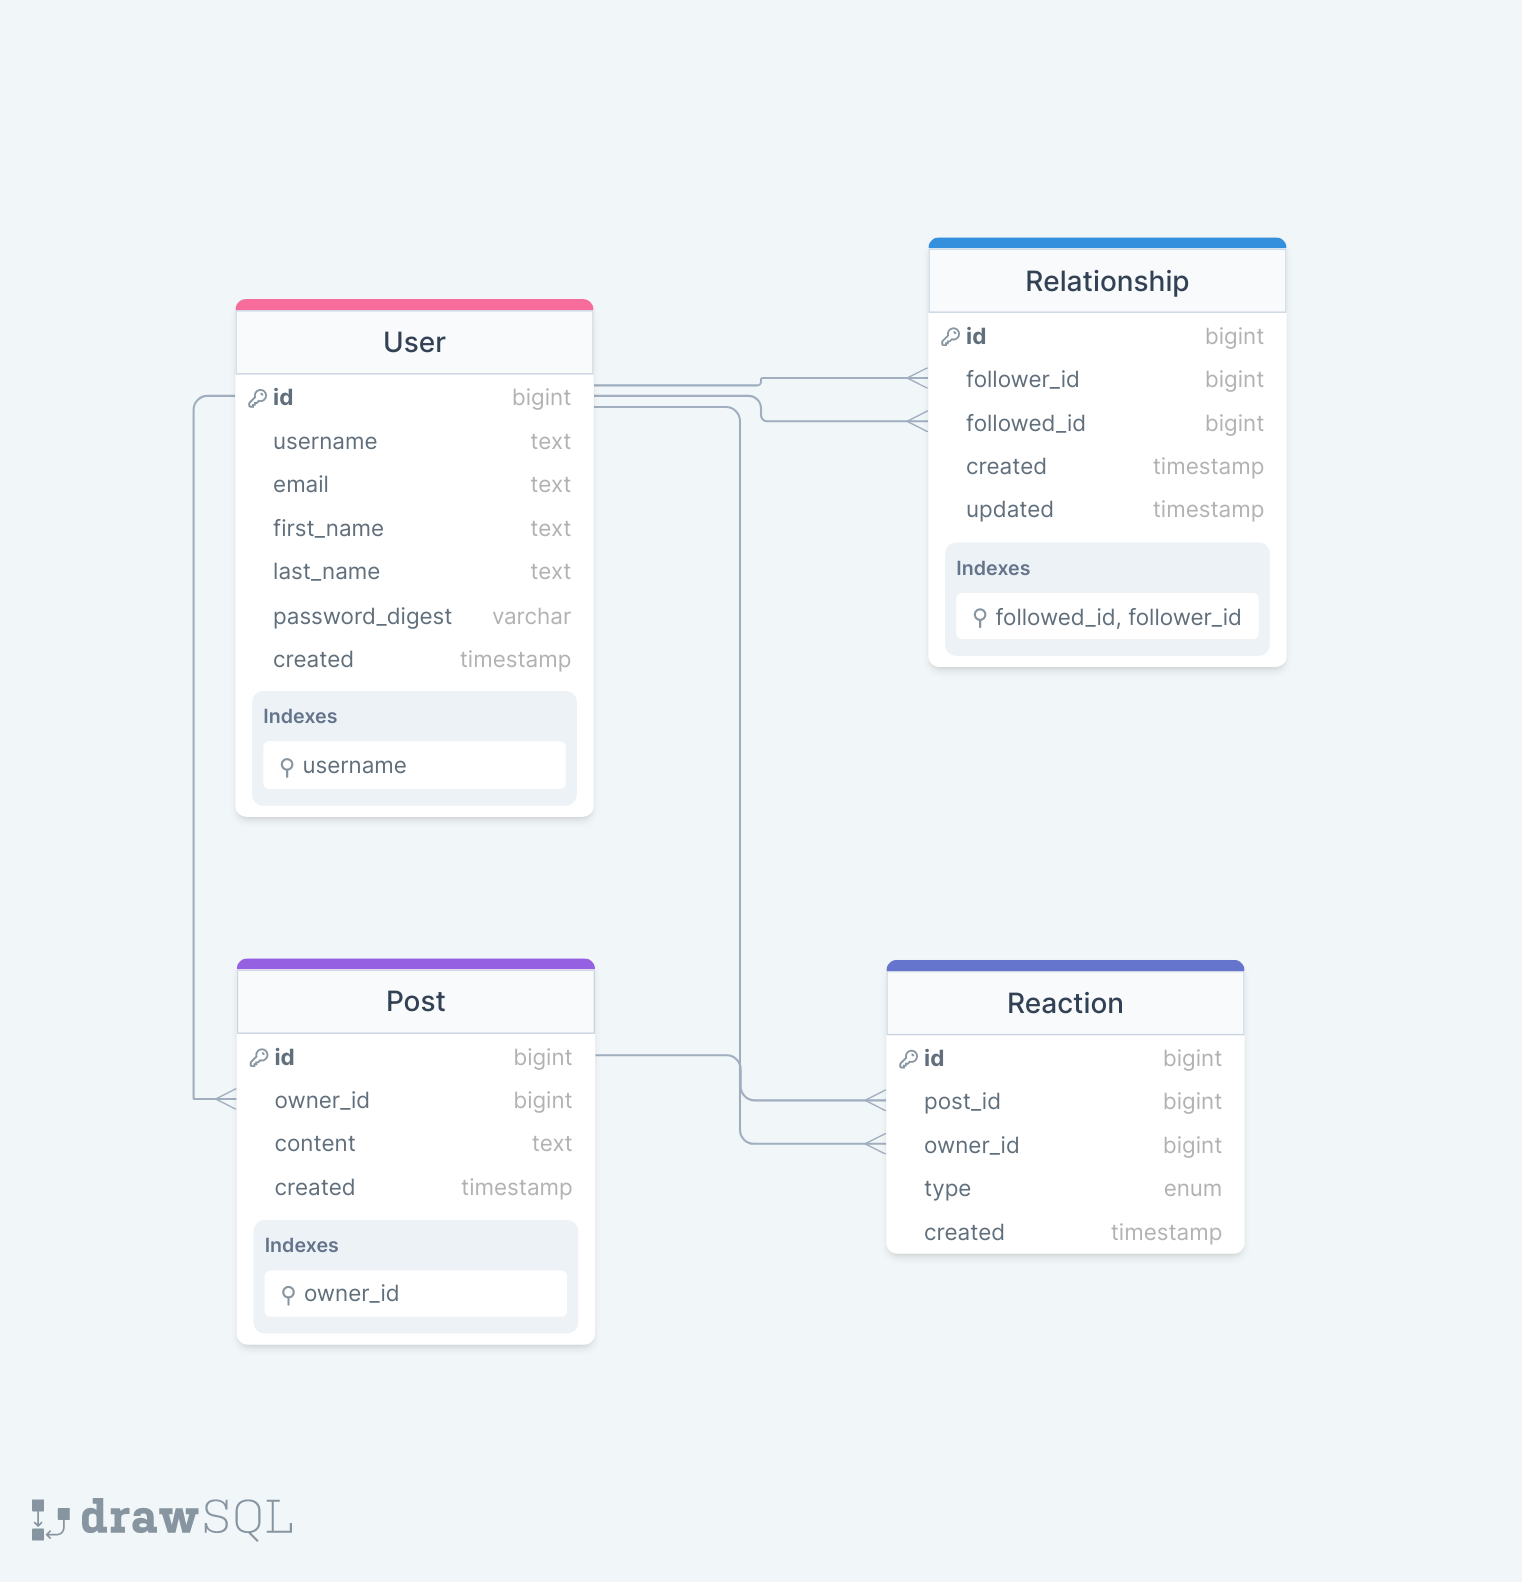 User
id bigint
username text
email text
first_name text
last_name text
password_digest varchar
created timestamp
Indexes
username
Relationship
id bigint
follower_id bigint
followed_id bigint
created timestamp
updated timestamp
Indexes
followed_id, follower_id
Post
id bigint
owner_id bigint
content text
created timestamp
Indexes
owner_id
Reaction
id bigint
post_id bigint
owner_id bigint
type enum
created timestamp
drawSQL